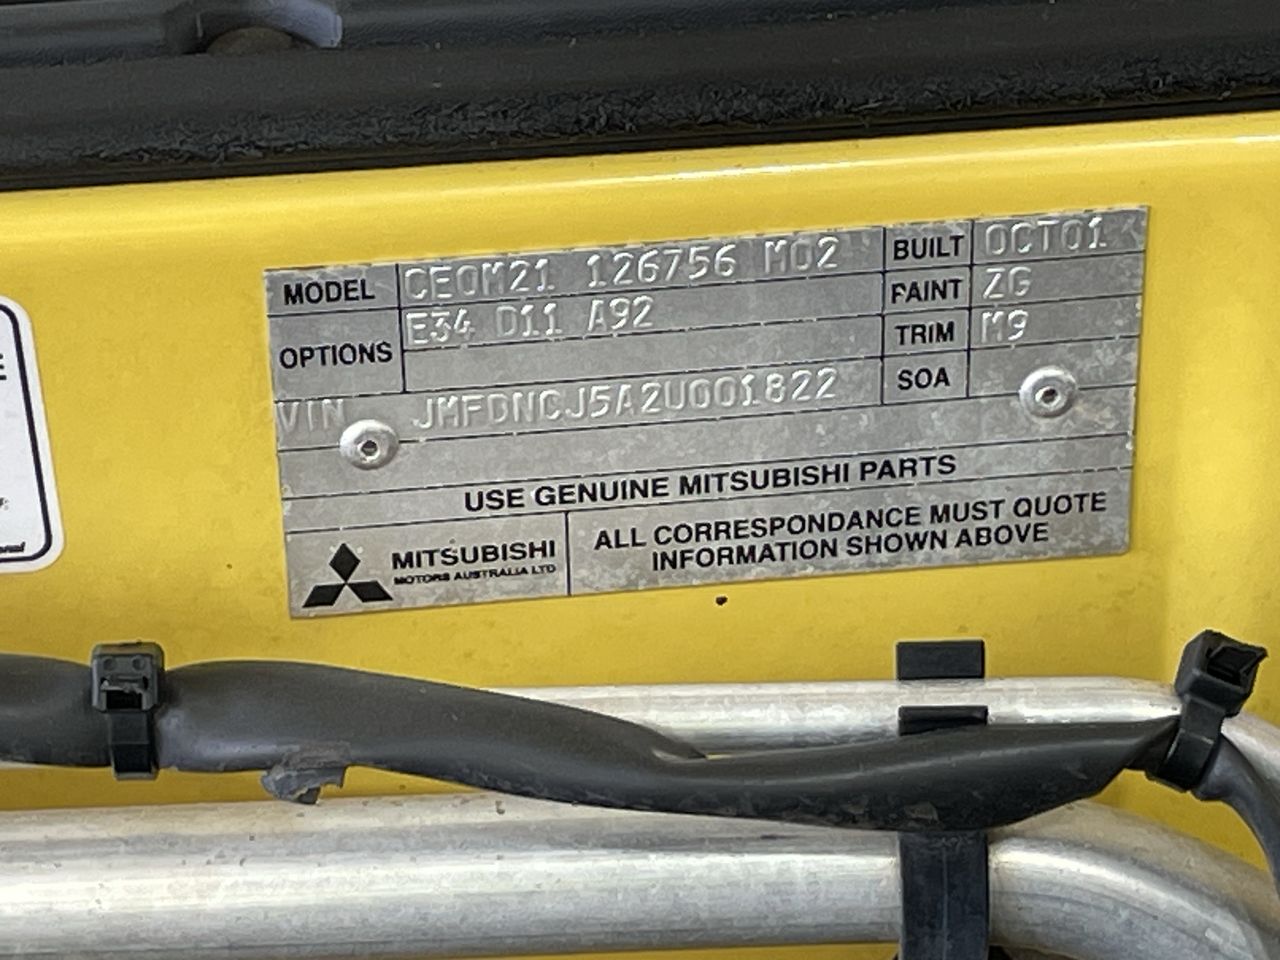 MODEL CE0M21 126756 M02 BUILT OCT01
OPTIONS E34 D11 A92 PAINT ZG
TRIM M9
VIN JMFDNCJ5A2U001822 SOA
USE GENUINE MITSUBISHI PARTS
MITSUBISHI
MOTORS AUSTRALIA LTD
ALL CORRESPONDANCE MUST QUOTE
INFORMATION SHOWN ABOVE